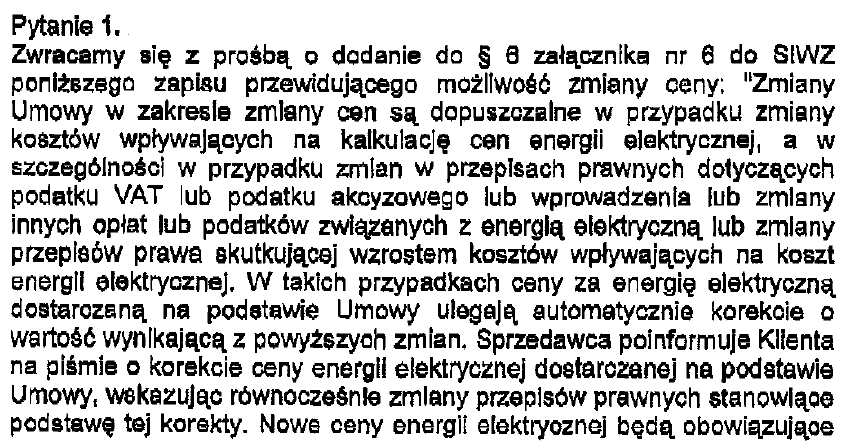 Pytanie 1.
Zwracamy się z prośbą o dodanie do § 6 załącznika nr 6 do SIWZ
poniższego zapisu przewidującego możliwość zmiany ceny: "Zmiany
Umowy w zakresie zmiany cen są dopuszczalne w przypadku zmiany
kosztów wpływających na kalkulację cen energii elektrycznej, a w
szczególności w przypadku zmian w przepisach prawnych dotyczących
podatku VAT lub podatku akcyzowego lub wprowadzenia lub zmiany
innych opłat lub podatków związanych z energią elektryczną lub zmiany
przepisów prawa skutkującej wzrostem kosztów wpływających na koszt
energii elektrycznej. W takich przypadkach ceny za energię elektryczną
dostarczaną na podstawie Umowy ulegają automatycznie korekcie o
wartość wynikającą z powyższych zmian. Sprzedawca poinformuje Klienta
na piśmie o korekcie ceny energii elektrycznej dostarczanej na podstawie
Umowy, wskazując równocześnie zmiany przepisów prawnych stanowiące
podstawę tej korekty. Nowe ceny energii elektrycznej będą obowiązujące